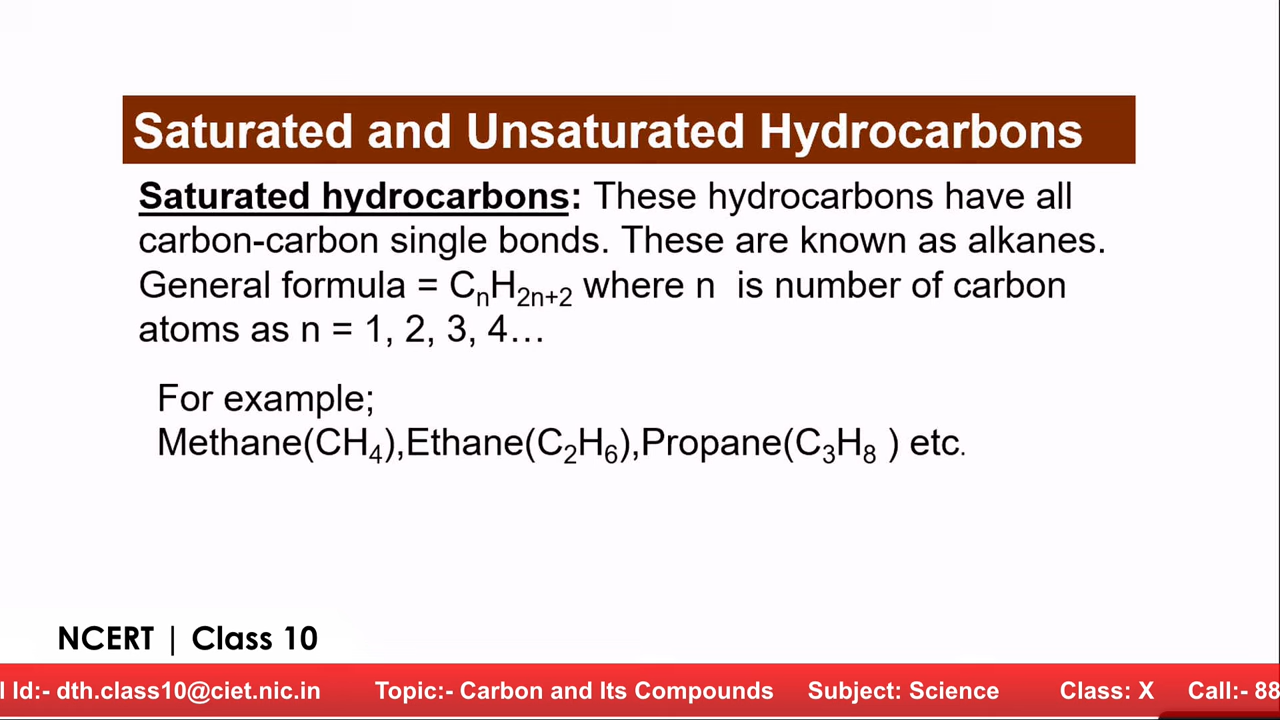 Saturated and Unsaturated Hydrocarbons
Saturated hydrocarbons: These hydrocarbons have all
carbon-carbon single bonds. These are known as alkanes.
General formula = CₙH₂ₙ₊₂ where n is number of carbon
atoms as n = 1, 2, 3, 4…
For example;
Methane(CH₄),Ethane(C₂H₆),Propane(C₃H₈ ) etc.
NCERT | Class 10
l Id:- dth.class10@ciet.nic.in Topic:- Carbon and Its Compounds Subject: Science Class: X Call:- 88